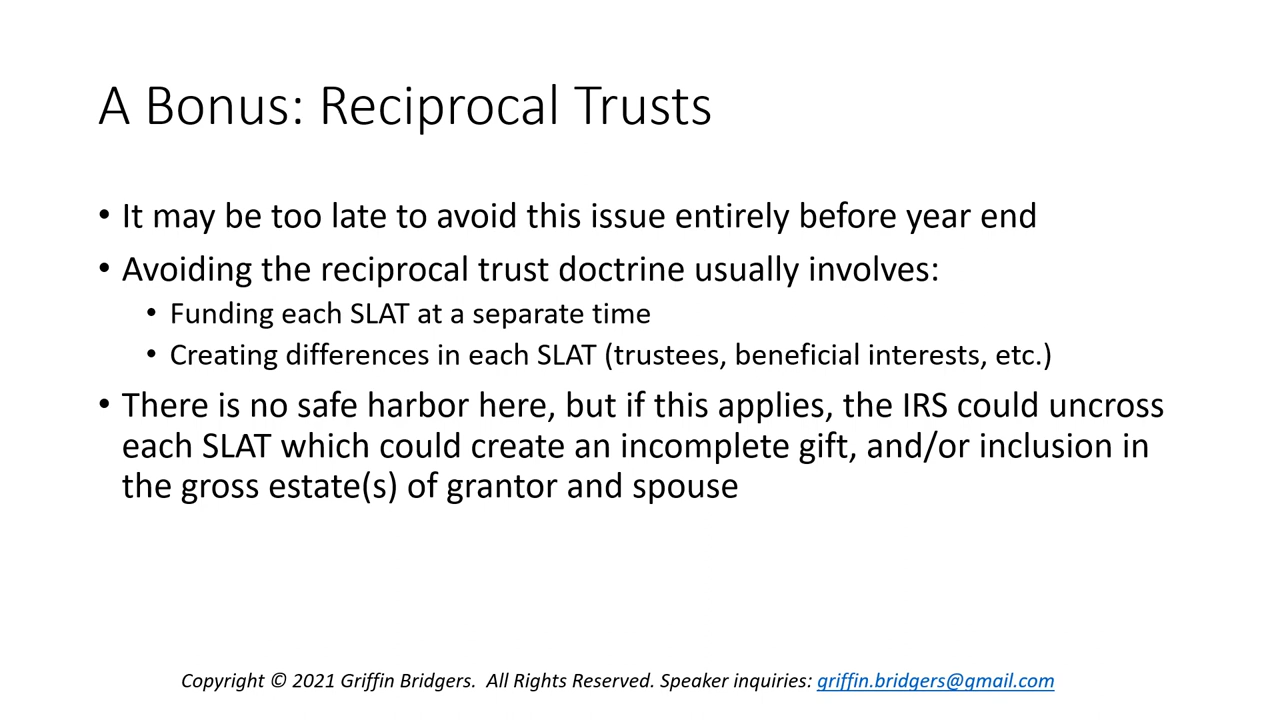 A Bonus: Reciprocal Trusts
• It may be too late to avoid this issue entirely before year end
• Avoiding the reciprocal trust doctrine usually involves:
• Funding each SLAT at a separate time
• Creating differences in each SLAT (trustees, beneficial interests, etc.)
• There is no safe harbor here, but if this applies, the IRS could uncross
each SLAT which could create an incomplete gift, and/or inclusion in
the gross estate(s) of grantor and spouse
Copyright © 2021 Griffin Bridgers.  All Rights Reserved. Speaker inquiries: griffin.bridgers@gmail.com